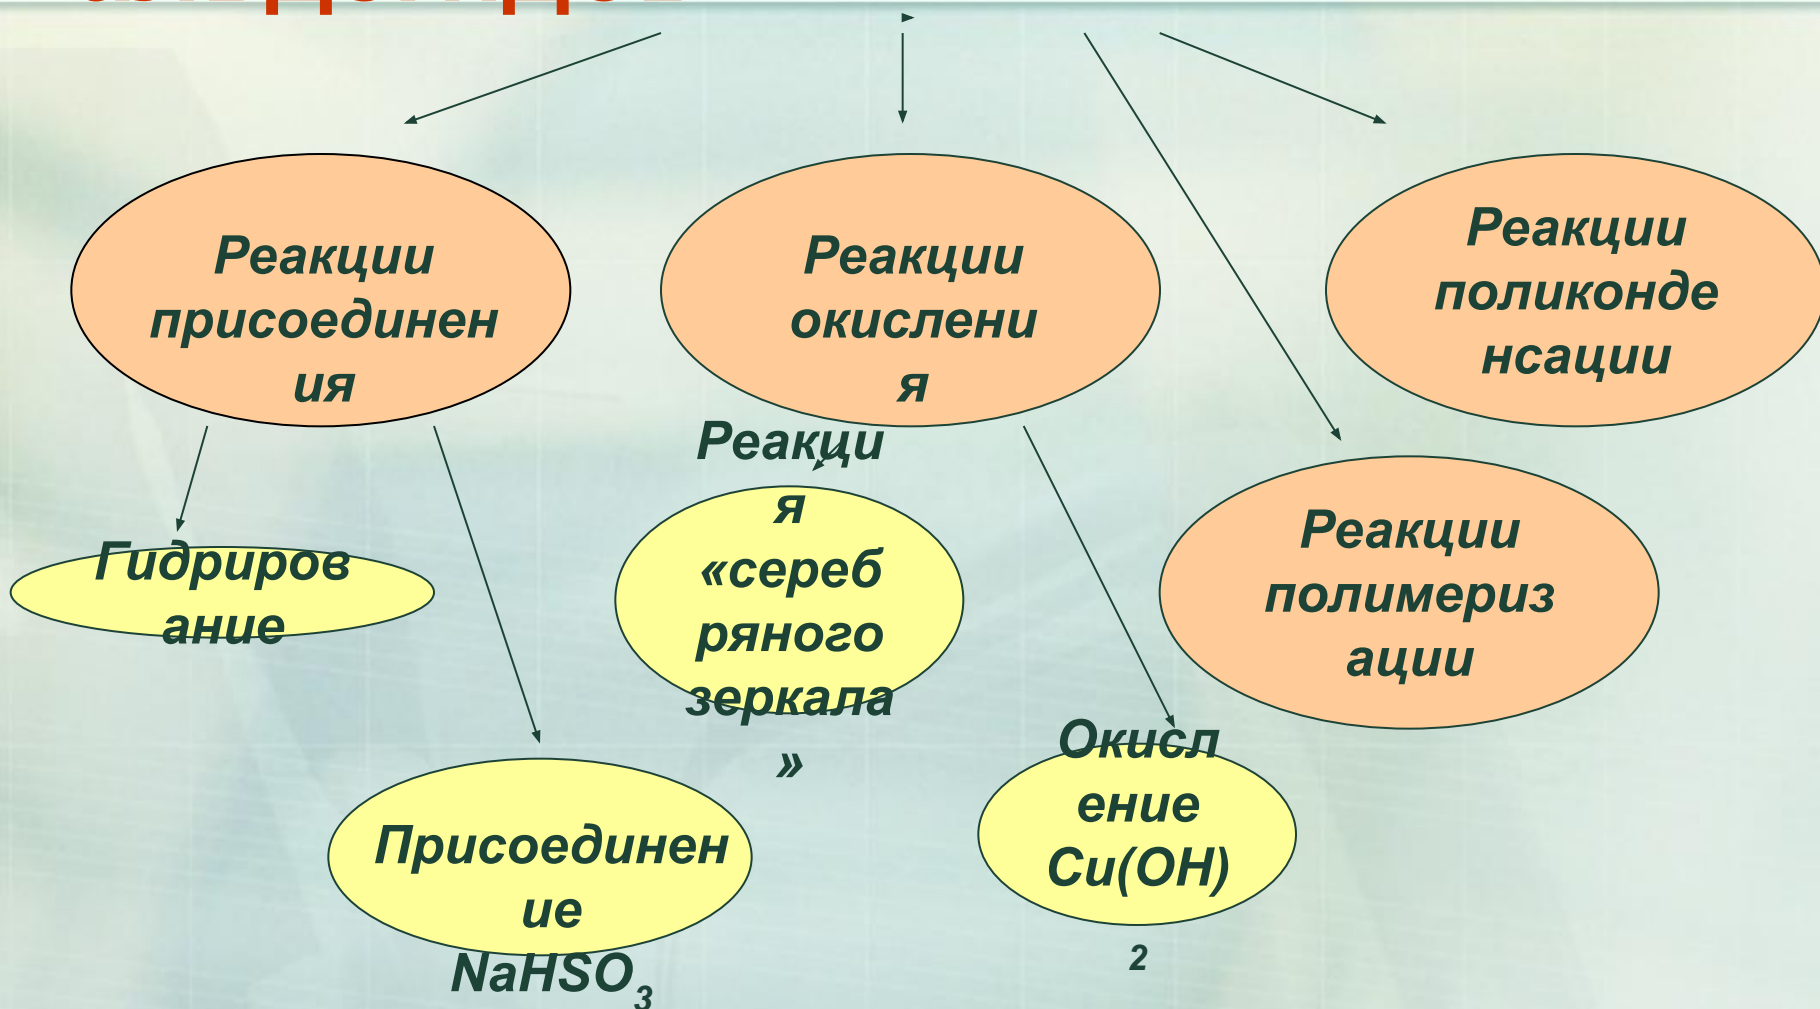 Реакции
присоединен
ия
Реакции
окислени
я
Реакции
поликонде
нсации
Реакции
полимериз
ации
Гидриров
ание
Присоединен
ие
NaHSO3
Реакци
я
«сереб
ряного
зеркала
»
Окисл
ение
Cu(OH)
2